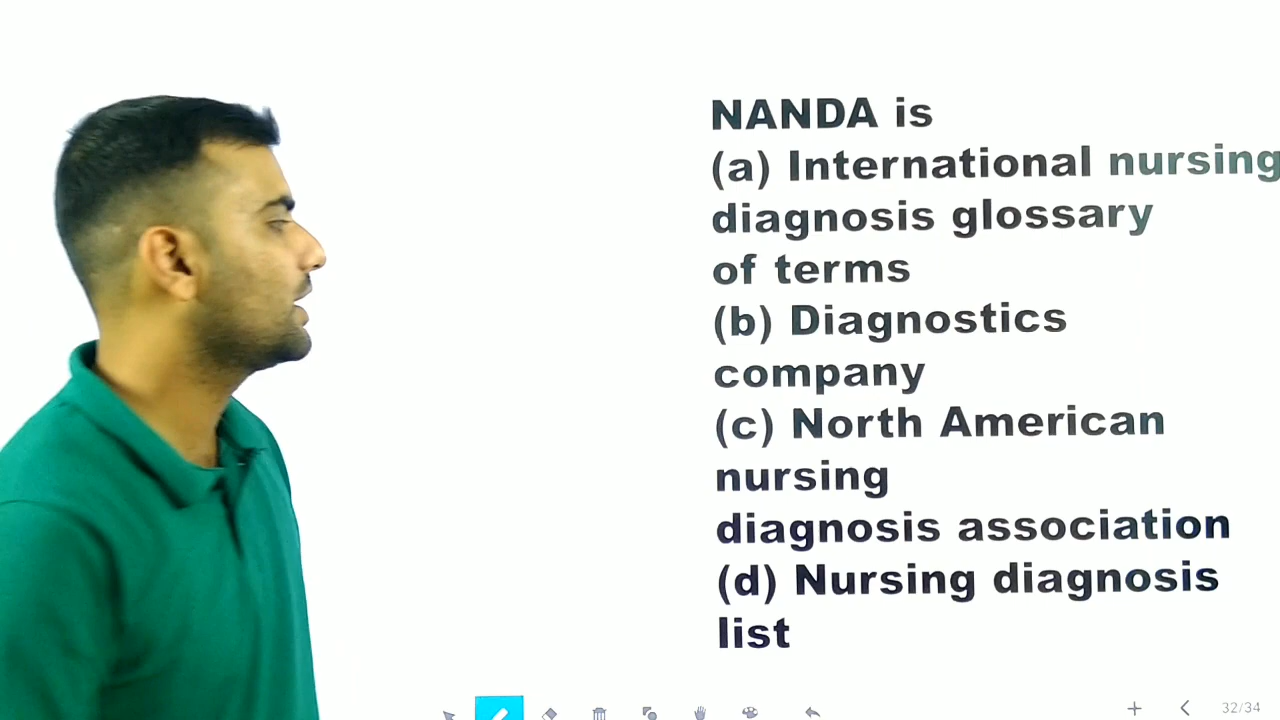 NANDA is
(a) International nursing
diagnosis glossary
of terms
(b) Diagnostics
company
(c) North American
nursing
diagnosis association
(d) Nursing diagnosis
list
32/34